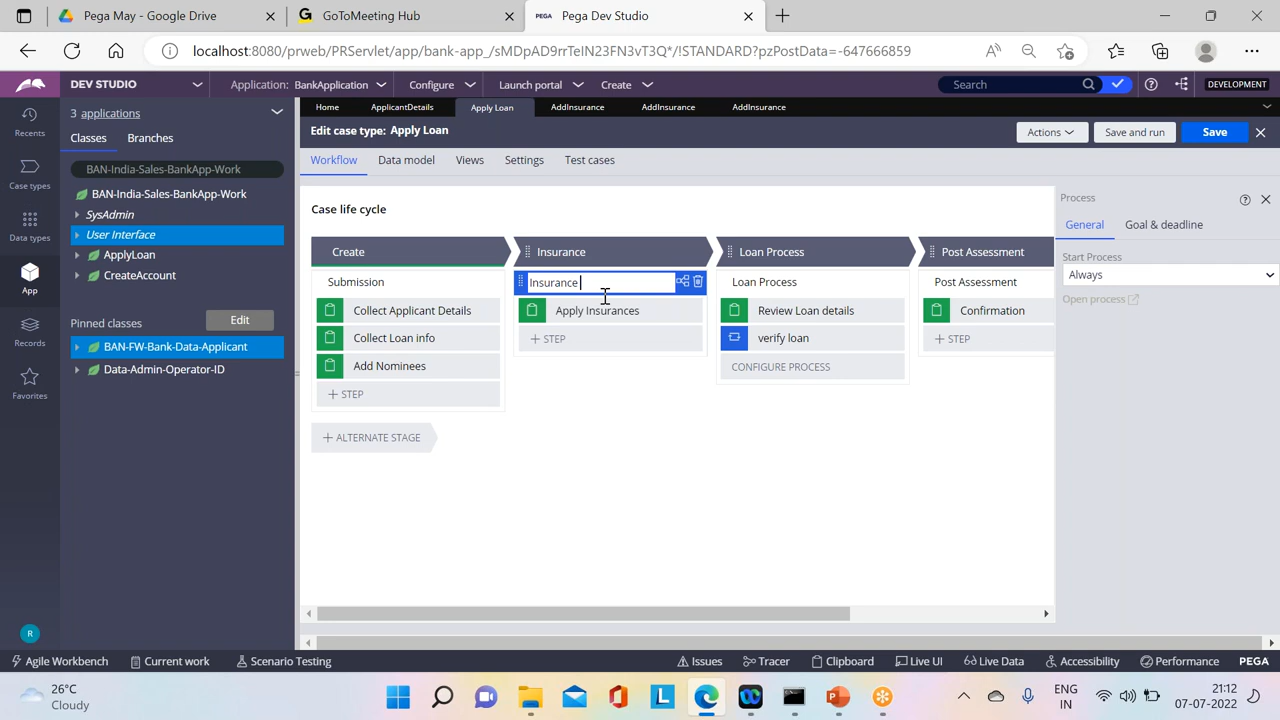 Pega May - Google Drive
GoToMeeting Hub
PEGA Pega Dev Studio
localhost:8080/prweb/PRServlet/app/bank-app_/sMDpAD9rrTeIN23FN3vT3Q*/!STANDARD?pzPostData=-647666859
DEV STUDIO
Application: BankApplication
Configure
Launch portal
Create
Search
DEVELOPMENT
Recents
Case types
Data types
App
Records
Favorites
R
3 applications
Classes
Branches
BAN-India-Sales-BankApp-Work
BAN-India-Sales-BankApp-Work
SysAdmin
User Interface
ApplyLoan
CreateAccount
Pinned classes
Edit
BAN-FW-Bank-Data-Applicant
Data-Admin-Operator-ID
Home
ApplicantDetails
Apply Loan
AddInsurance
AddInsurance
AddInsurance
Edit case type: Apply Loan
Actions
Save and run
Save
Workflow
Data model
Views
Settings
Test cases
Case life cycle
Create
Submission
Collect Applicant Details
Collect Loan info
Add Nominees
+ STEP
+ ALTERNATE STAGE
Insurance
Insurance
Apply Insurances
+ STEP
Loan Process
Loan Process
Review Loan details
verify loan
CONFIGURE PROCESS
Post Assessment
Post Assessment
Confirmation
+ STEP
Process
General
Goal & deadline
Start Process
Always
Open process
Agile Workbench
Current work
Scenario Testing
Issues
Tracer
Clipboard
Live UI
Live Data
Accessibility
Performance
PEGA
26°C
Cloudy
ENG
IN
21:12
07-07-2022